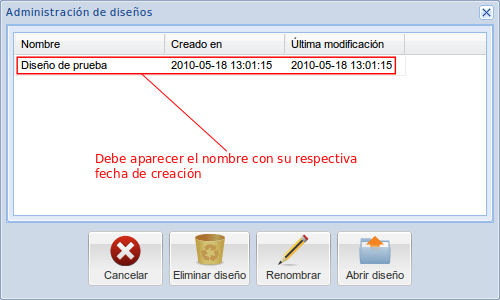 Administración de diseños
Nombre Creado en Última modificación
Diseño de prueba 2010-05-18 13:01:15 2010-05-18 13:01:15
Debe aparecer el nombre con su respectiva
fecha de creación
Cancelar Eliminar diseño Renombrar Abrir diseño